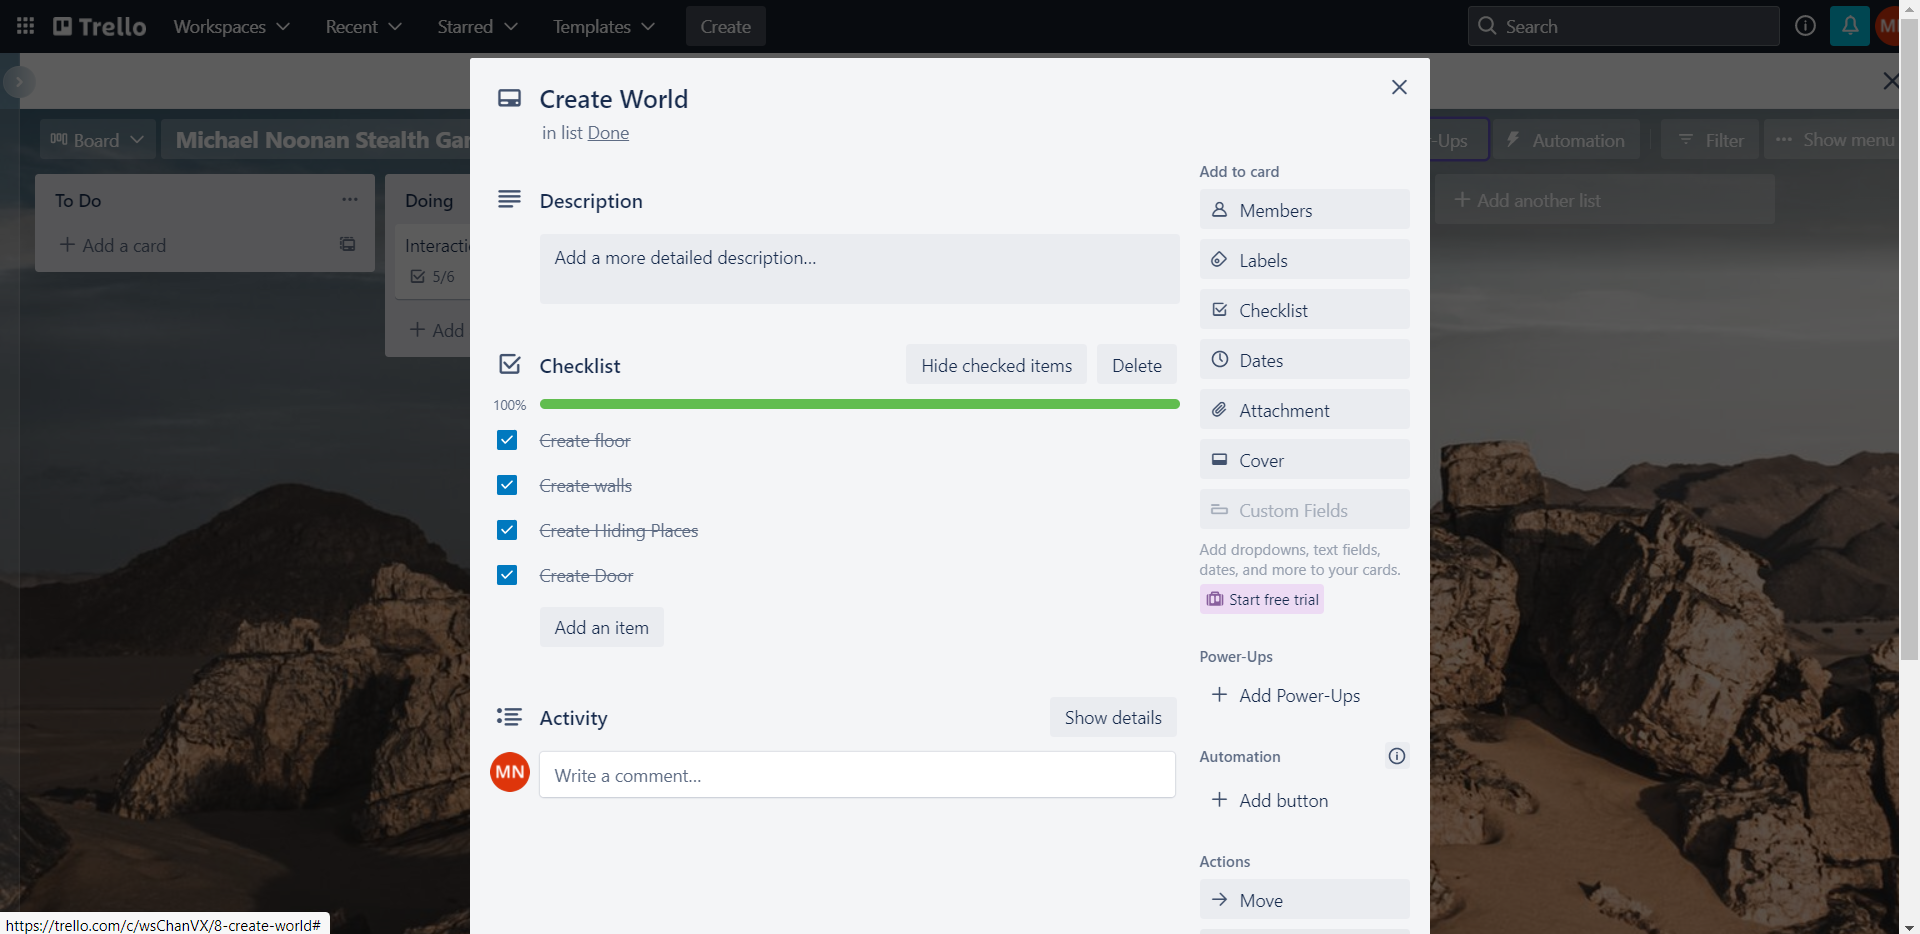 Trello
Workspaces
Recent
Starred
Templates
Create
Search
Board
Michael Noonan Stealth
Automation
Filter
Show menu
To Do
Add a card
Doing
5/6
Add
Add another list
Create World
in list Done
Description
Add a more detailed description...
Checklist
Hide checked items
Delete
100%
Create floor
Create walls
Create Hiding Places
Create Door
Add an item
Activity
Show details
MN
Write a comment...
Add to card
Members
Labels
Checklist
Dates
Attachment
Cover
Custom Fields
Add dropdowns, text fields,
dates, and more to your cards.
Start free trial
Power-Ups
Add Power-Ups
Automation
Add button
Actions
Move
https://trello.com/c/wsChanVX/8-create-world#